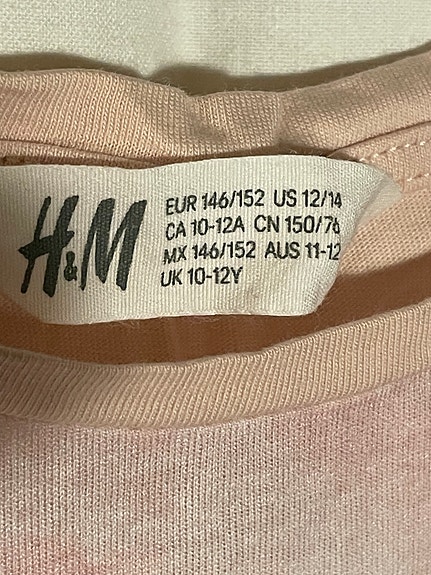 H&M
EUR 146/152 US 12/14
CA 10-12A CN 150/76
MX 146/152 AUS 11-12
UK 10-12Y